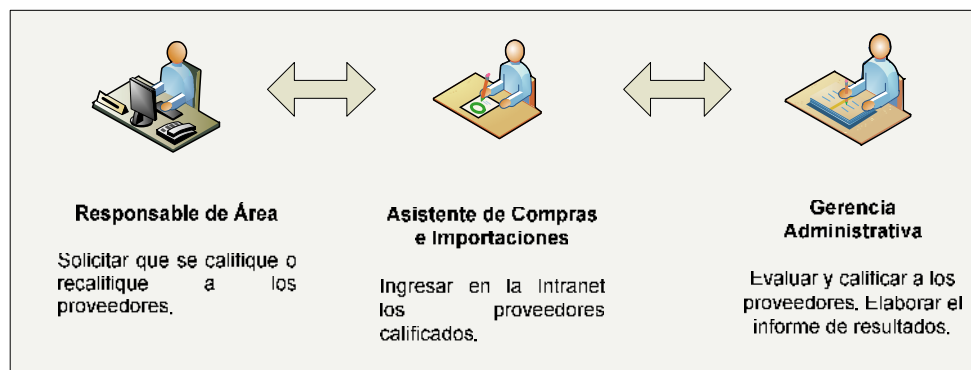 Responsable de Área
Solicitar que se califique o
recalifique a los
proveedores.
Asistente de Compras
e Importaciones
Ingresar en la Intranet
los proveedores
calificados.
Gerencia
Administrativa
Evaluar y calificar a los
proveedores. Elaborar el
informe de resultados.